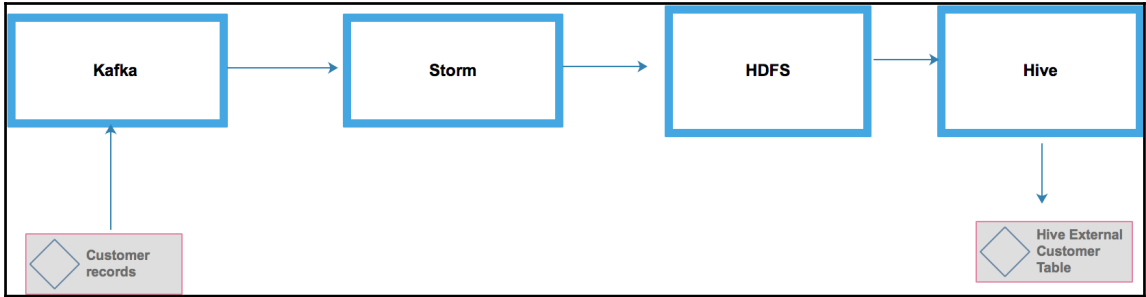 Kafka
Storm
HDFS
Hive
Customer
records
Hive External
Customer
Table